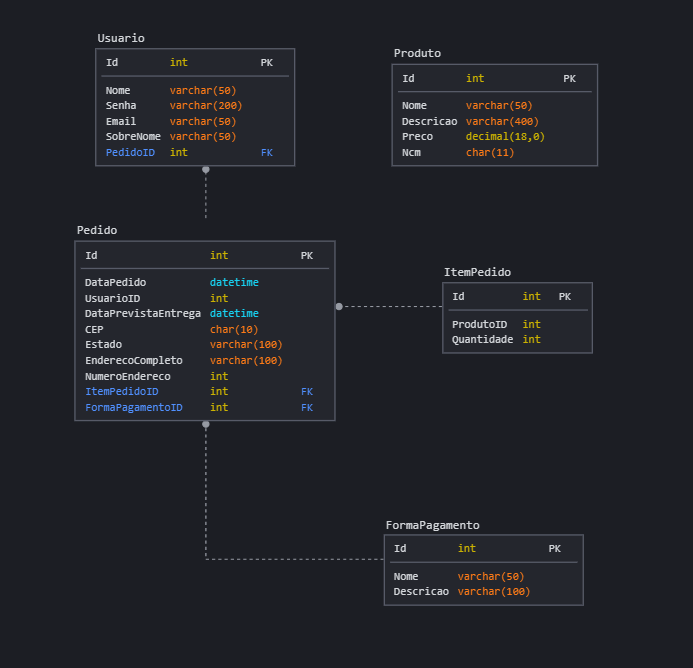 Usuario
Id int PK
Nome varchar(50)
Senha varchar(200)
Email varchar(50)
SobreNome varchar(50)
PedidoID int FK
Produto
Id int PK
Nome varchar(50)
Descricao varchar(400)
Preco decimal(18,0)
Ncm char(11)
Pedido
Id int PK
DataPedido datetime
UsuarioID int
DataPrevistaEntrega datetime
CEP char(10)
Estado varchar(100)
EnderecoCompleto varchar(100)
NumeroEndereco int
ItemPedidoID int FK
FormaPagamentoID int FK
ItemPedido
Id int PK
ProdutoID int
Quantidade int
FormaPagamento
Id int PK
Nome varchar(50)
Descricao varchar(100)